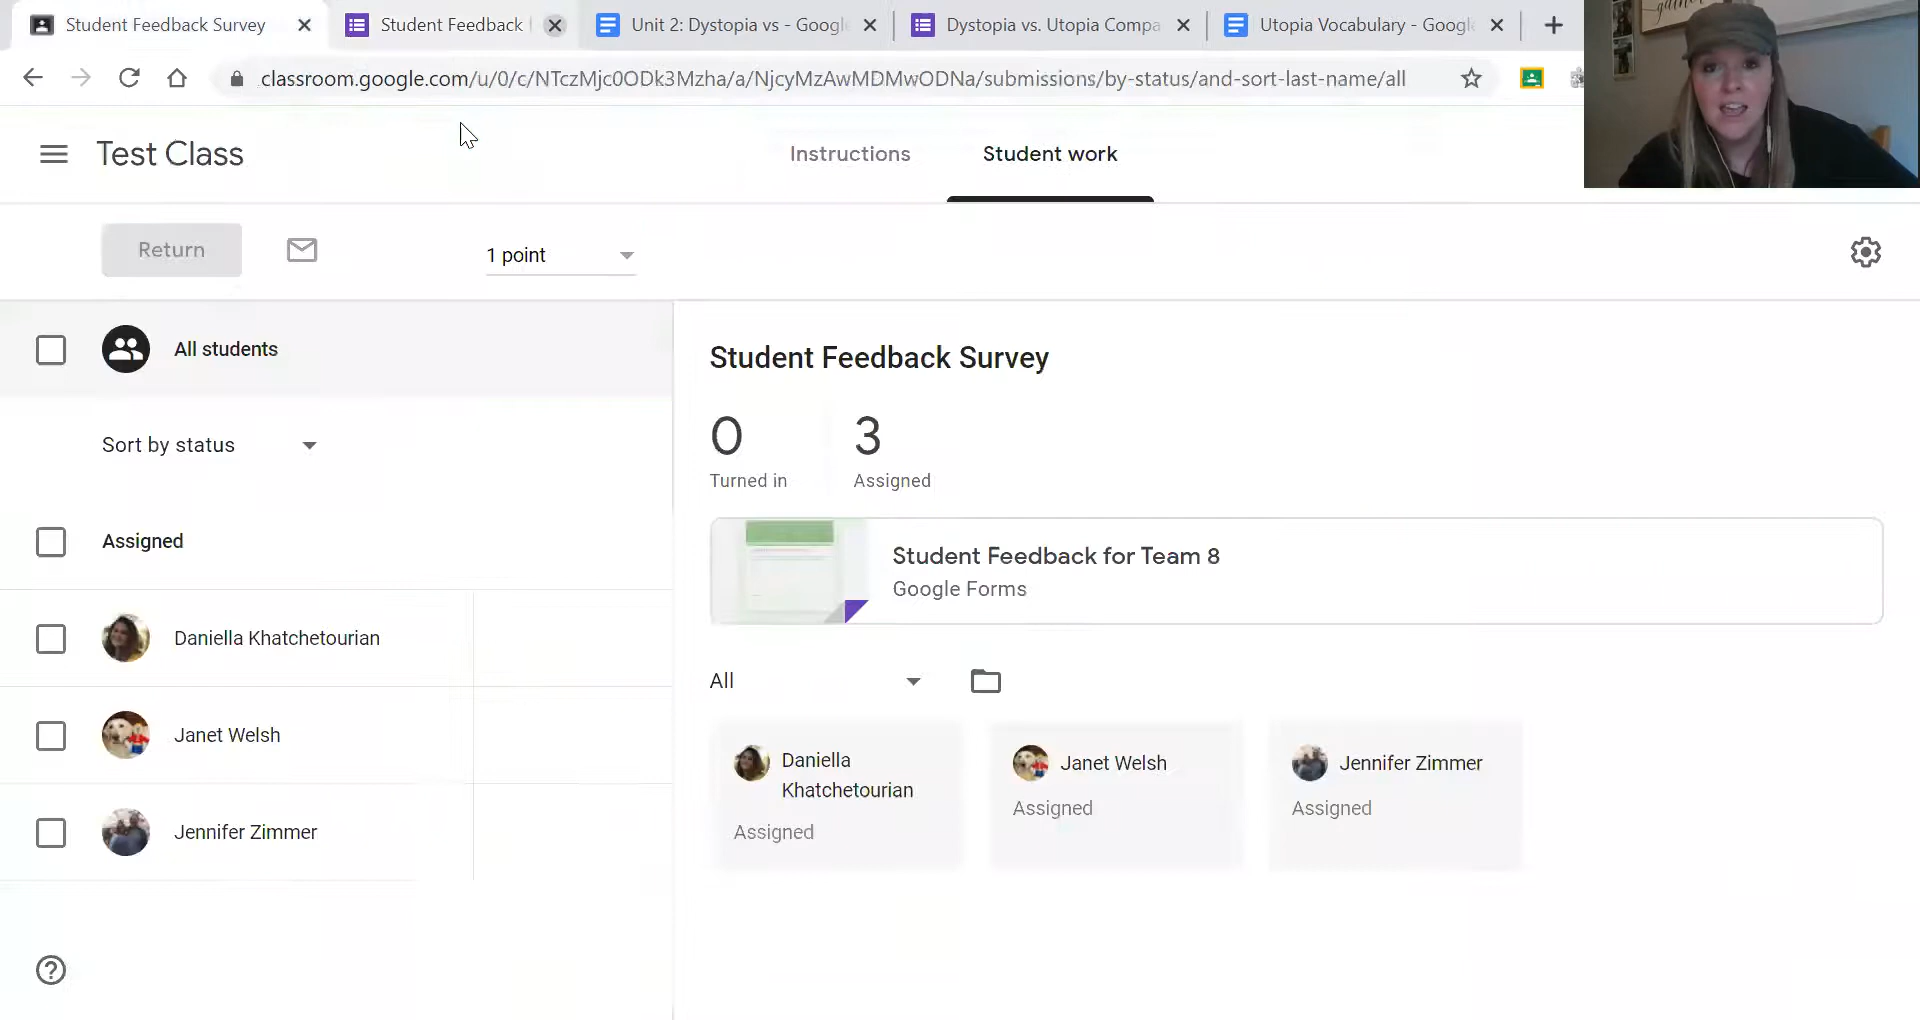 Student Feedback Survey
Student Feedback
Unit 2: Dystopia vs - Google
Dystopia vs. Utopia Compa
Utopia Vocabulary - Google
classroom.google.com/u/0/c/NTczMjc0ODk3Mzha/a/NjcyMzAwMDMwODNa/submissions/by-status/and-sort-last-name/all
Test Class
Instructions
Student work
Return
1 point
All students
Sort by status
Assigned
Daniella Khatchetourian
Janet Welsh
Jennifer Zimmer
Student Feedback Survey
0
3
Turned in
Assigned
Student Feedback for Team 8
Google Forms
All
Daniella
Khatchetourian
Assigned
Janet Welsh
Assigned
Jennifer Zimmer
Assigned